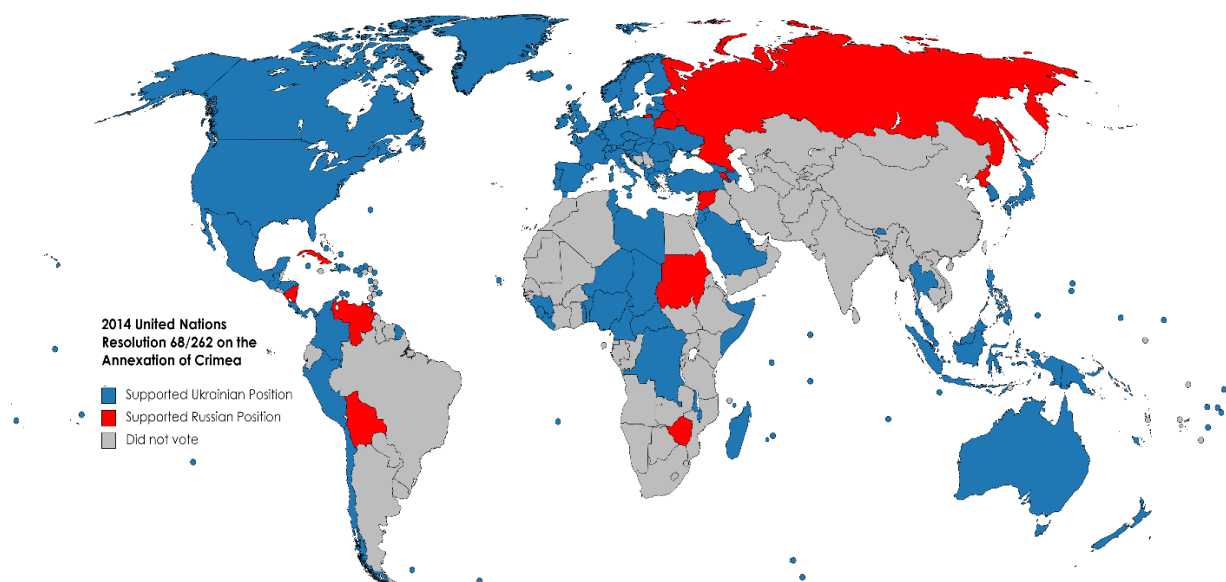 2014 United Nations
Resolution 68/262 on the
Annexation of Crimea
Supported Ukrainian Position
Supported Russian Position
Did not vote